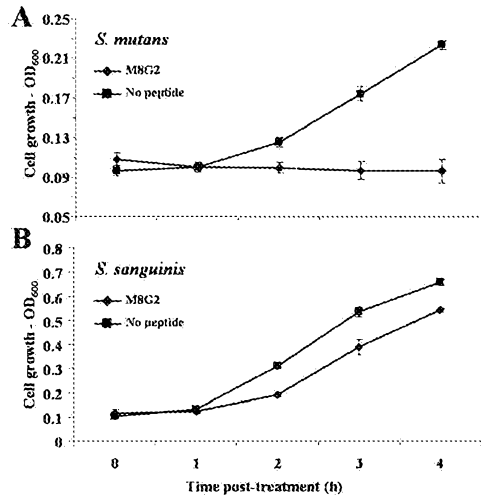 A
0.25
0.21
0.17
0.13
0.09
0.05
Cell growth - OD600
S. mutans
M8G2
No peptide
B
0.8
0.7
0.6
0.5
0.4
0.3
0.2
0.1
0
Cell growth - OD600
S. sanguinis
M8G2
No peptide
0 1 2 3 4
Time post-treatment (h)